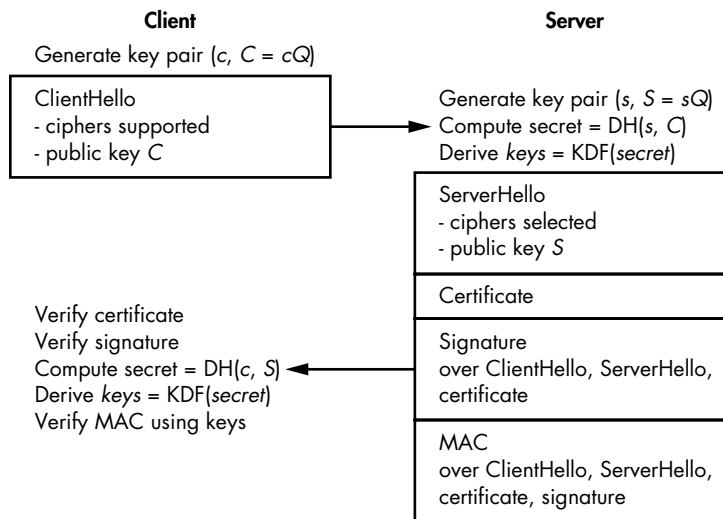 Client
Generate key pair (c, C = cQ)
ClientHello
- ciphers supported
- public key C
Server
Generate key pair (s, S = sQ)
Compute secret = DH(s, C)
Derive keys = KDF(secret)
ServerHello
- ciphers selected
- public key S
Certificate
Signature
over ClientHello, ServerHello,
certificate
MAC
over ClientHello, ServerHello,
certificate, signature
Verify certificate
Verify signature
Compute secret = DH(c, S)
Derive keys = KDF(secret)
Verify MAC using keys